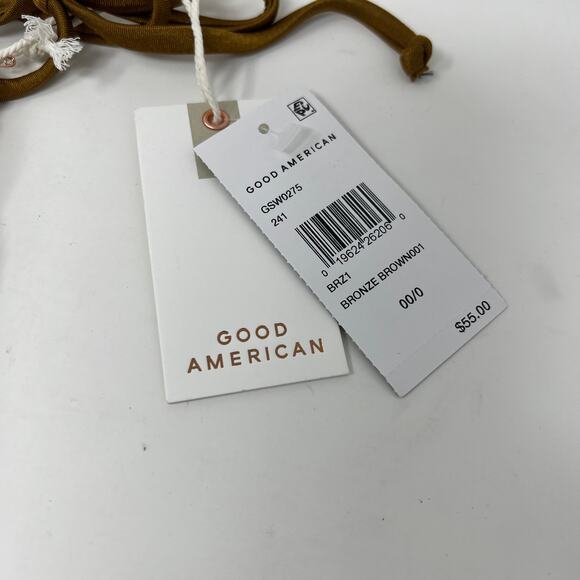 GOOD AMERICAN
GSW0275
241
0 19624 26206 0
BRZ1
BRONZE BROWN001
00/0
$55.00
GOOD
AMERICAN